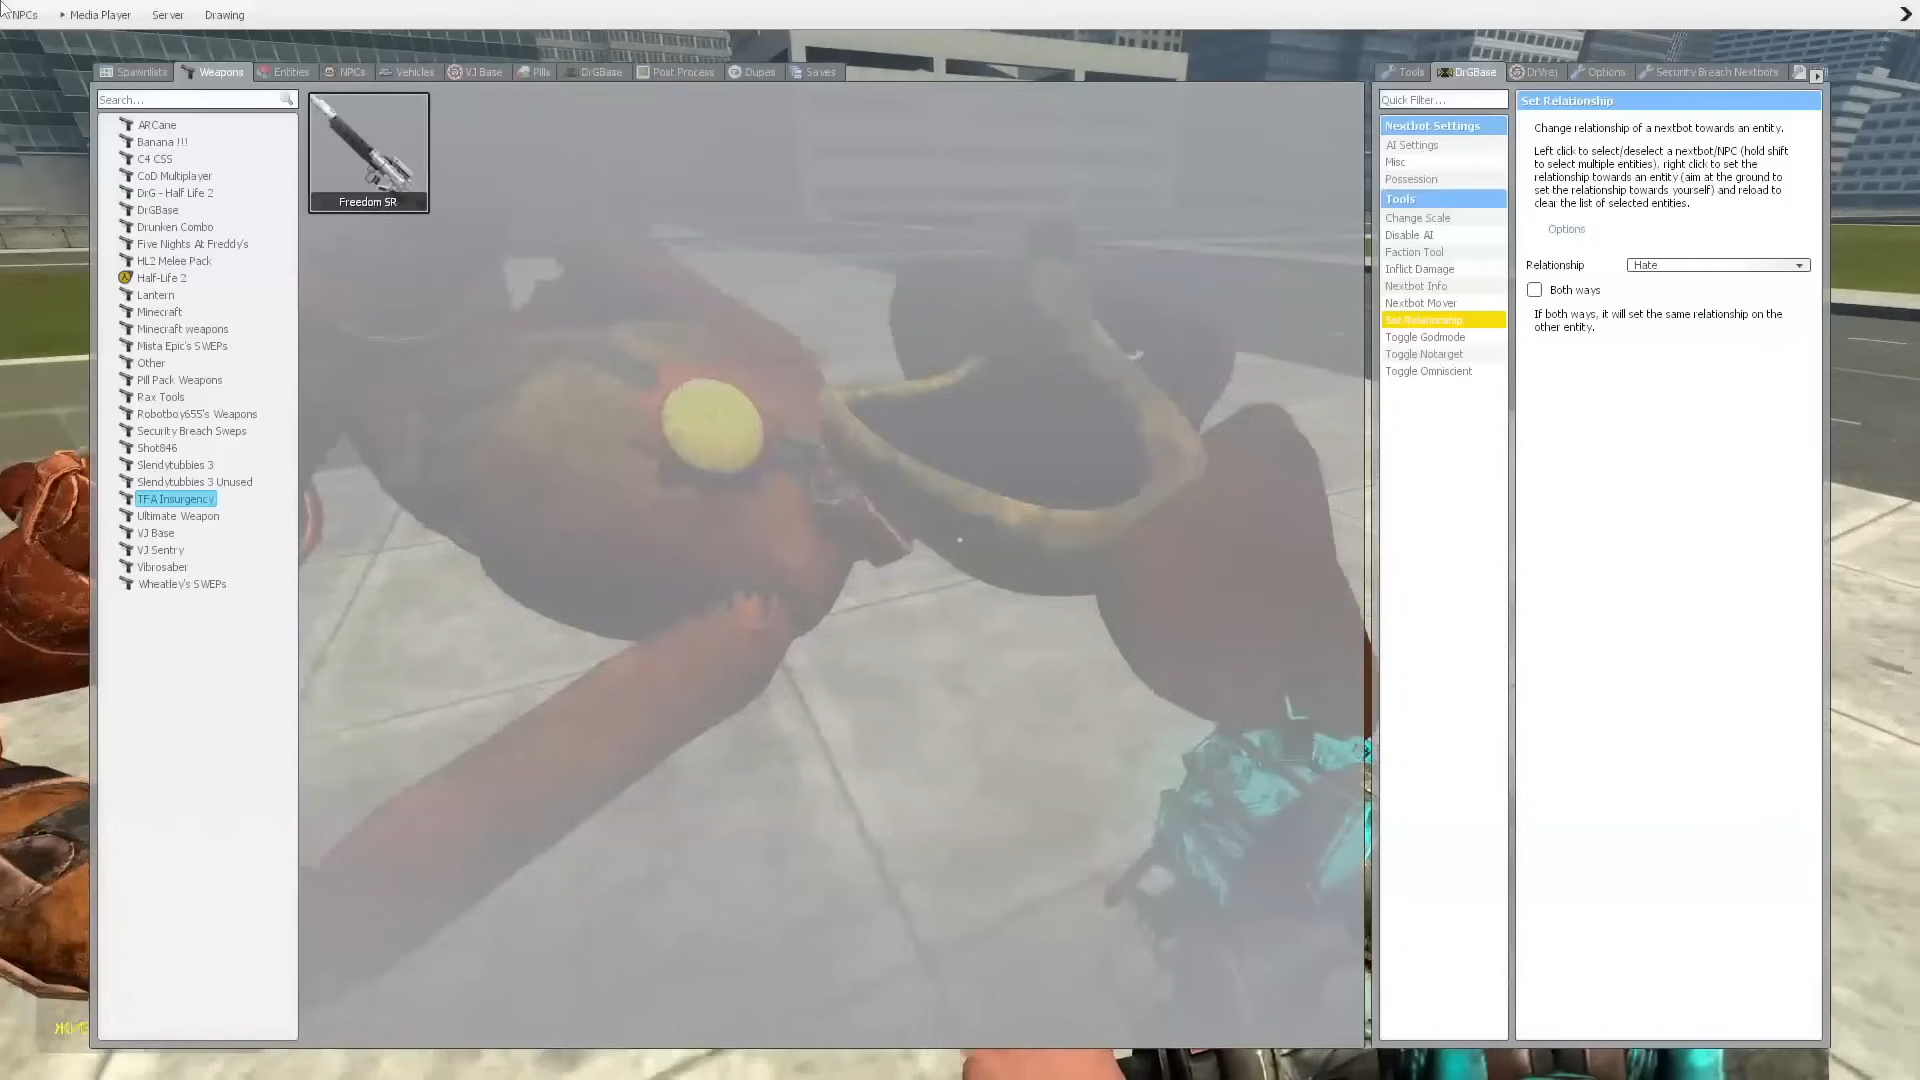 NPCs Media Player Server Drawing
Spawnlists Weapons Entities NPCs Vehicles VJ Base Pills DrGBase Post Process Dupes Saves
Search...
ARCane
Banana !!!
C4 CSS
CoD Multiplayer
DrG - Half Life 2
DrGBase
Drunken Combo
Five Nights At Freddy's
HL2 Melee Pack
Half-Life 2
Lantern
Minecraft
Minecraft weapons
Mista Epic's SWEPs
Other
Pill Pack Weapons
Rax Tools
Robotboy655's Weapons
Security Breach Sweps
Shot846
Slendytubbies 3
Slendytubbies 3 Unused
TFA Insurgency
Ultimate Weapon
VJ Base
VJ Sentry
Vibrosaber
Wheatley's SWEPs
Freedom SR
Tools DrGBase DrVrej Options Security Breach Nextbots
Quick Filter...
Nextbot Settings
AI Settings
Misc
Possession
Tools
Change Scale
Disable AI
Faction Tool
Inflict Damage
Nextbot Info
Nextbot Mover
Set Relationship
Toggle Godmode
Toggle Notarget
Toggle Omniscient
Set Relationship
Change relationship of a nextbot towards an entity.
Left click to select/deselect a nextbot/NPC (hold shift
to select multiple entities), right click to set the
relationship towards an entity (aim at the ground to
set the relationship towards yourself) and reload to
clear the list of selected entities.
Options
Relationship Hate
Both ways
If both ways, it will set the same relationship on the
other entity.